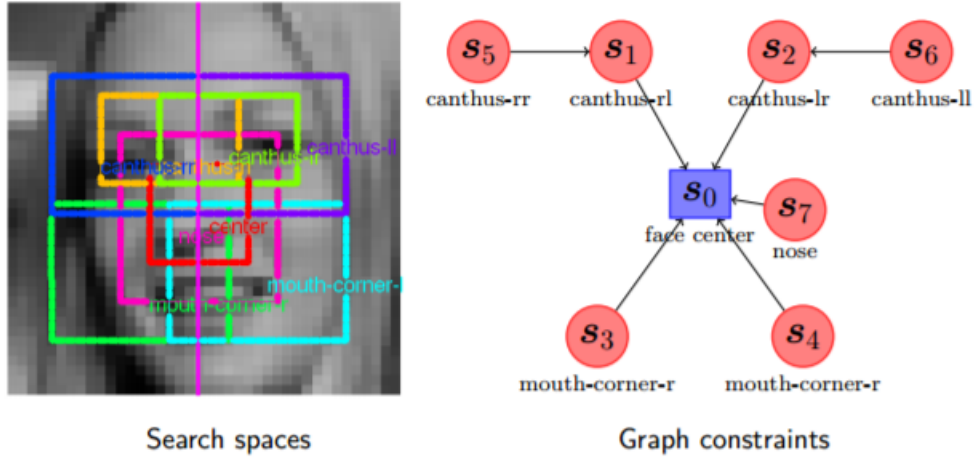 canthus-rr
canthus-lr
canthus-ll
center
nose
mouth-corner-r
mouth-corner-l
Search spaces
s5
s1
s2
s6
canthus-rr
canthus-rl
canthus-lr
canthus-ll
s0
face center
s7
nose
s3
s4
mouth-corner-r
mouth-corner-r
Graph constraints